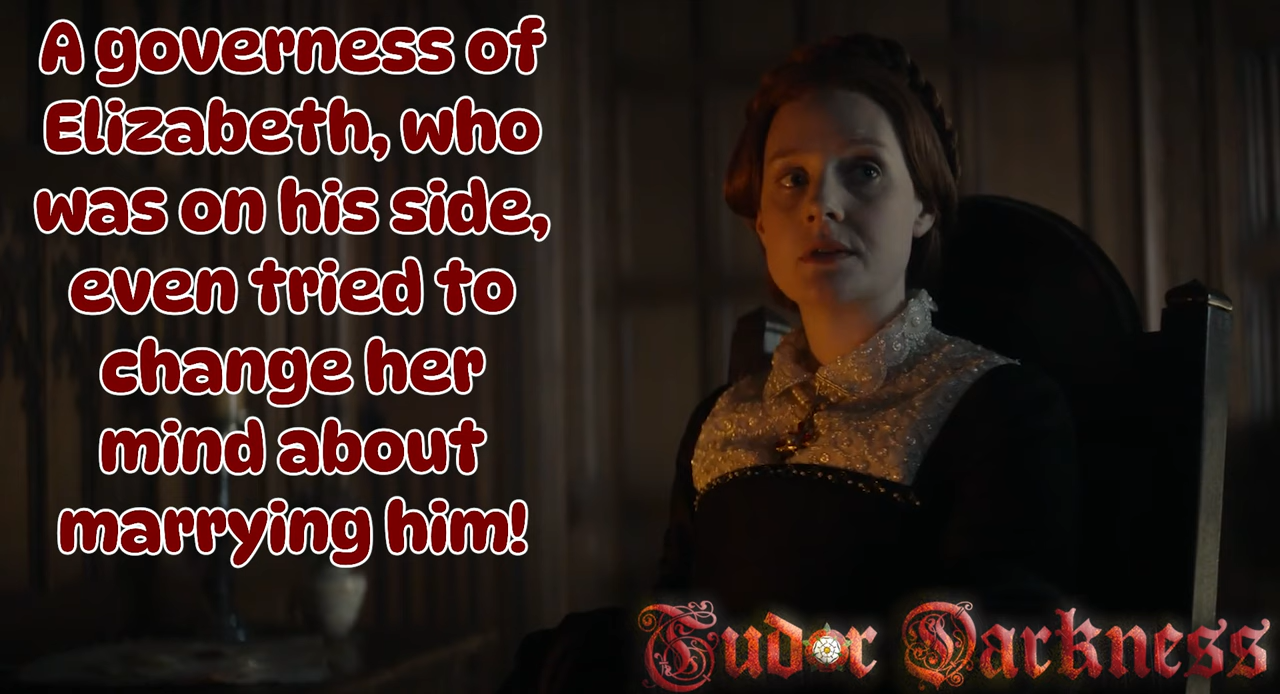 A governess of
Elizabeth, who
was on his side,
even tried to
change her
mind about
marrying him!
Tudor Darkness